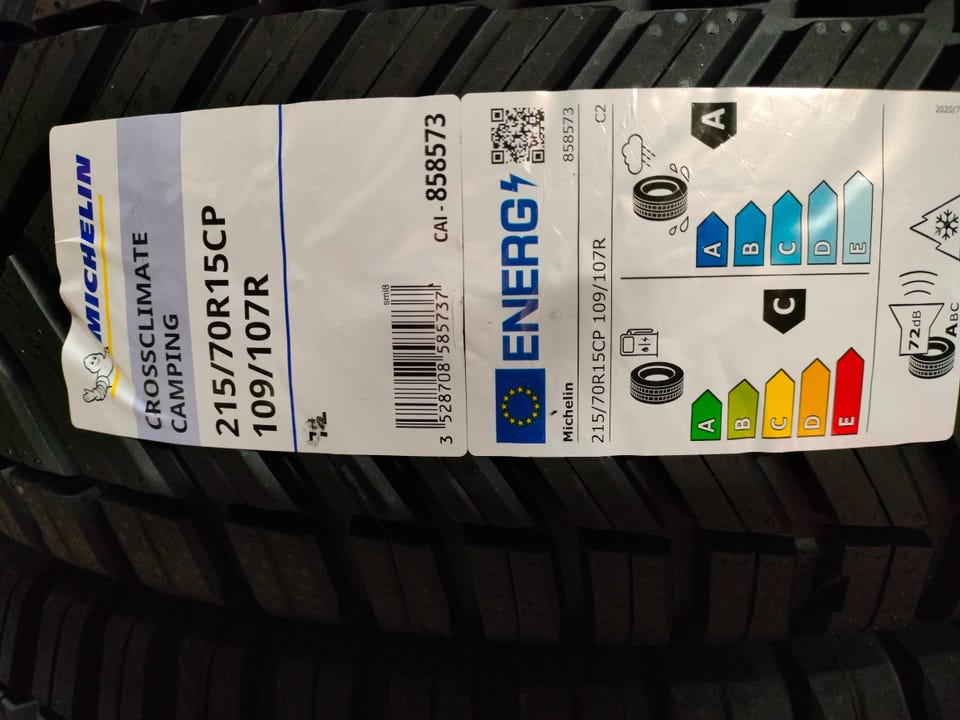 MICHELIN
CROSSCLIMATE
CAMPING
215/70R15CP
109/107R
smi8
3 528708 585737
CAI - 858573
ENERG
Michelin
858573
215/70R15CP 109/107R
C2
A
B
C
D
E
C
A
B
C
D
E
A
72dB
ABC
2020/7